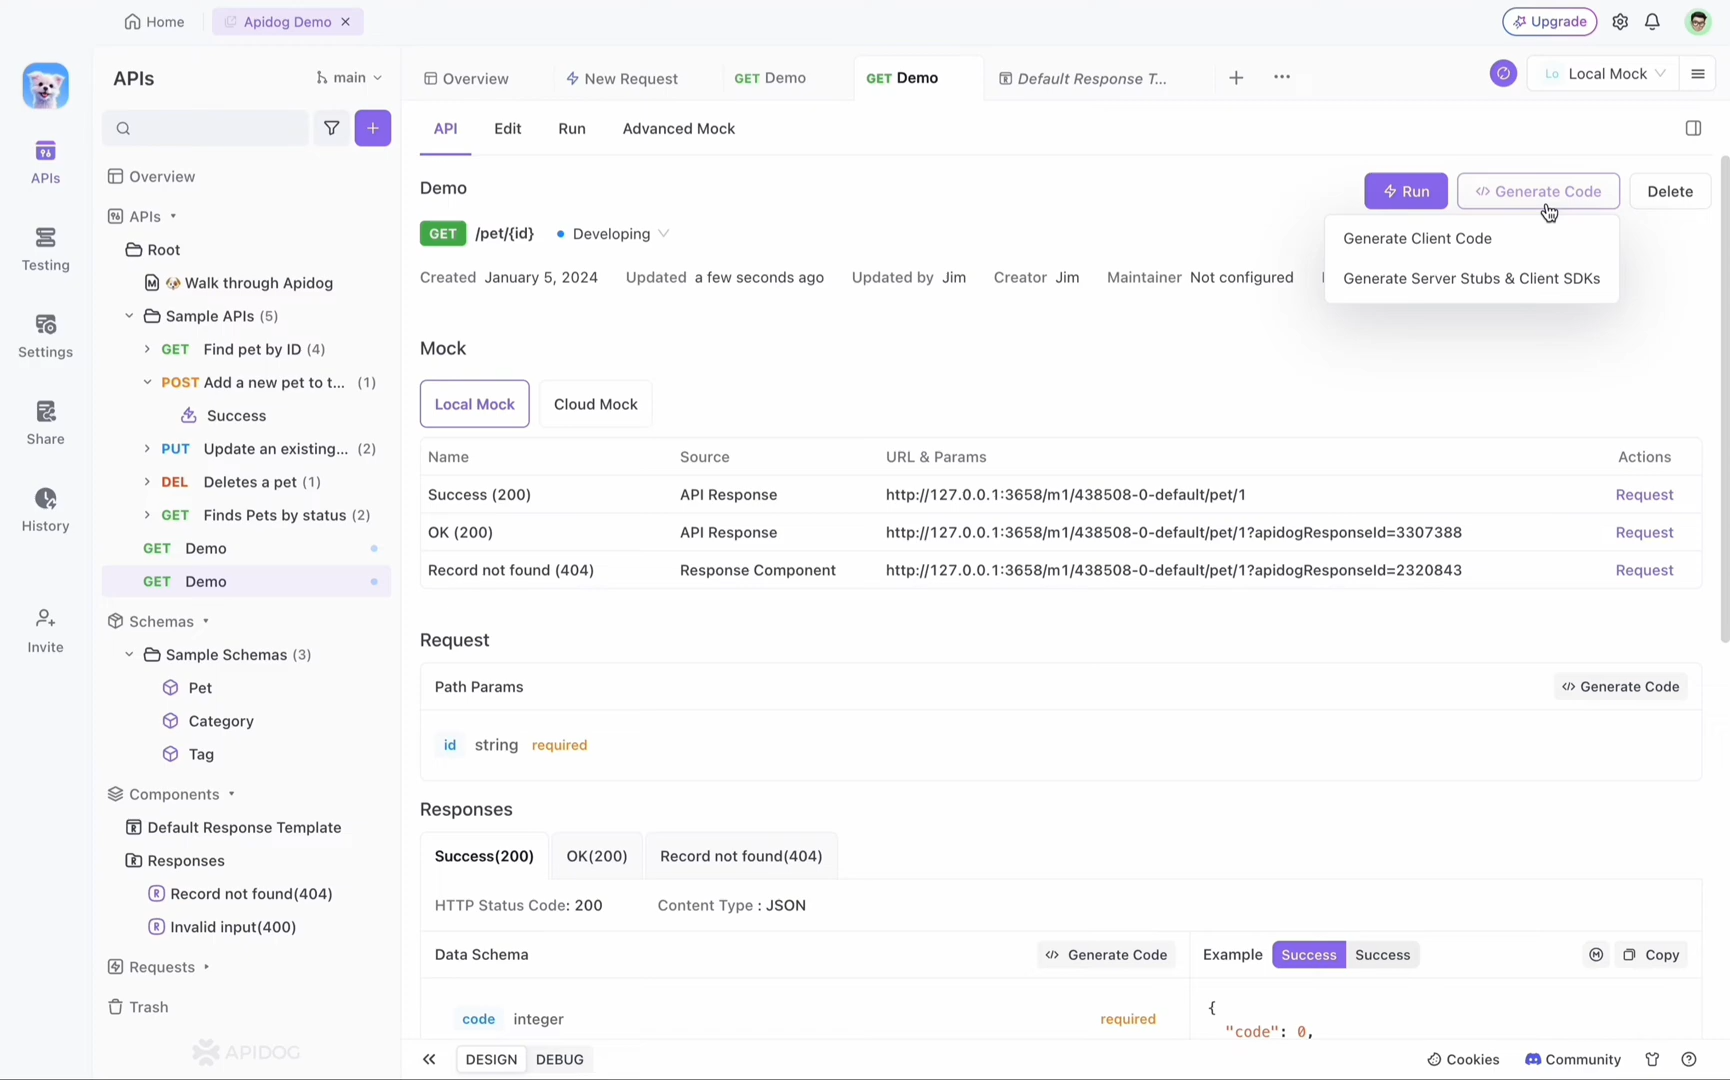 Home
Apidog Demo
Upgrade
APIs
main
Overview
New Request
GET Demo
GET Demo
Default Response T...
Lo Local Mock
APIs
Testing
Settings
Share
History
Invite
Overview
APIs
Root
Walk through Apidog
Sample APIs (5)
GET Find pet by ID (4)
POST Add a new pet to t... (1)
Success
PUT Update an existing... (2)
DEL Deletes a pet (1)
GET Finds Pets by status (2)
GET Demo
GET Demo
Schemas
Sample Schemas (3)
Pet
Category
Tag
Components
Default Response Template
Responses
Record not found(404)
Invalid input(400)
Requests
Trash
APIDOG
API Edit Run Advanced Mock
Demo
Run
Generate Code
Delete
Generate Client Code
Generate Server Stubs & Client SDKs
GET /pet/{id} Developing
Created January 5, 2024 Updated a few seconds ago Updated by Jim Creator Jim Maintainer Not configured
Mock
Local Mock Cloud Mock
Name Source URL & Params Actions
Success (200) API Response http://127.0.0.1:3658/m1/438508-0-default/pet/1 Request
OK (200) API Response http://127.0.0.1:3658/m1/438508-0-default/pet/1?apidogResponseId=3307388 Request
Record not found (404) Response Component http://127.0.0.1:3658/m1/438508-0-default/pet/1?apidogResponseId=2320843 Request
Request
Path Params Generate Code
id string required
Responses
Success(200) OK(200) Record not found(404)
HTTP Status Code: 200 Content Type : JSON
Data Schema Generate Code
Example Success Success Copy
code integer required
{
"code": 0,
DESIGN DEBUG
Cookies Community